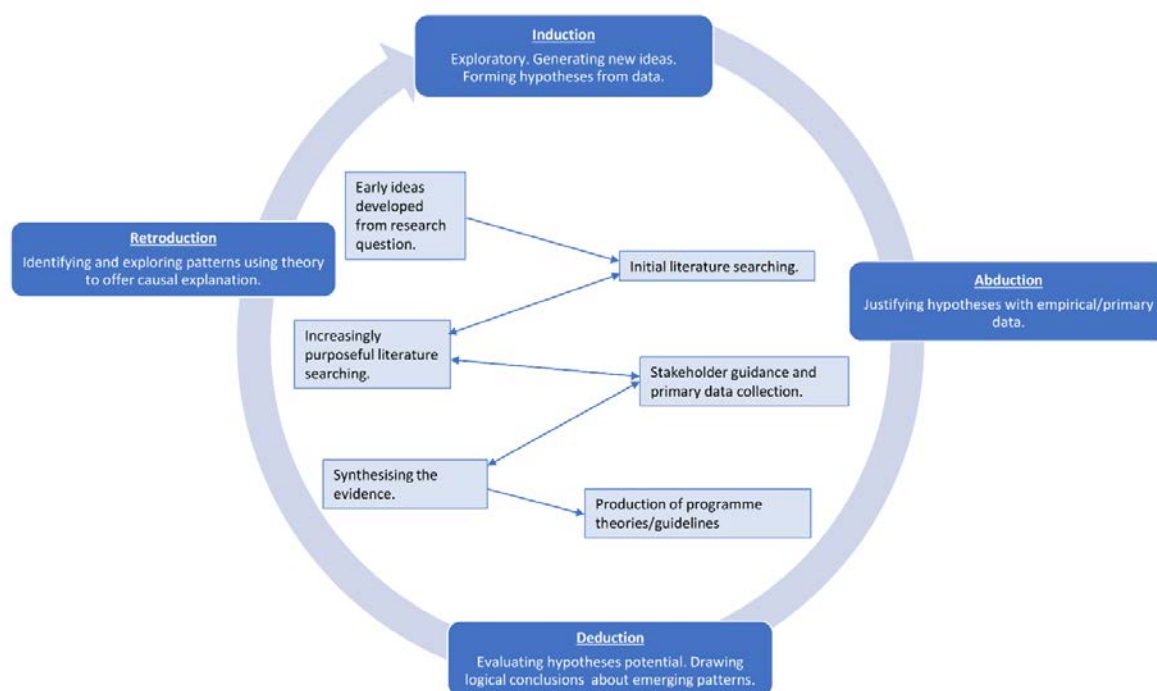 Induction
Exploratory. Generating new ideas.
Forming hypotheses from data.
Early ideas
developed
from research
question.
Retroduction
Identifying and exploring patterns using theory
to offer causal explanation.
Initial literature searching.
Abduction
Justifying hypotheses with empirical/primary
data.
Increasingly
purposeful literature
searching.
Stakeholder guidance and
primary data collection.
Synthesising the
evidence.
Production of programme
theories/guidelines
Deduction
Evaluating hypotheses potential. Drawing
logical conclusions about emerging patterns.